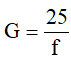 G = 25/f